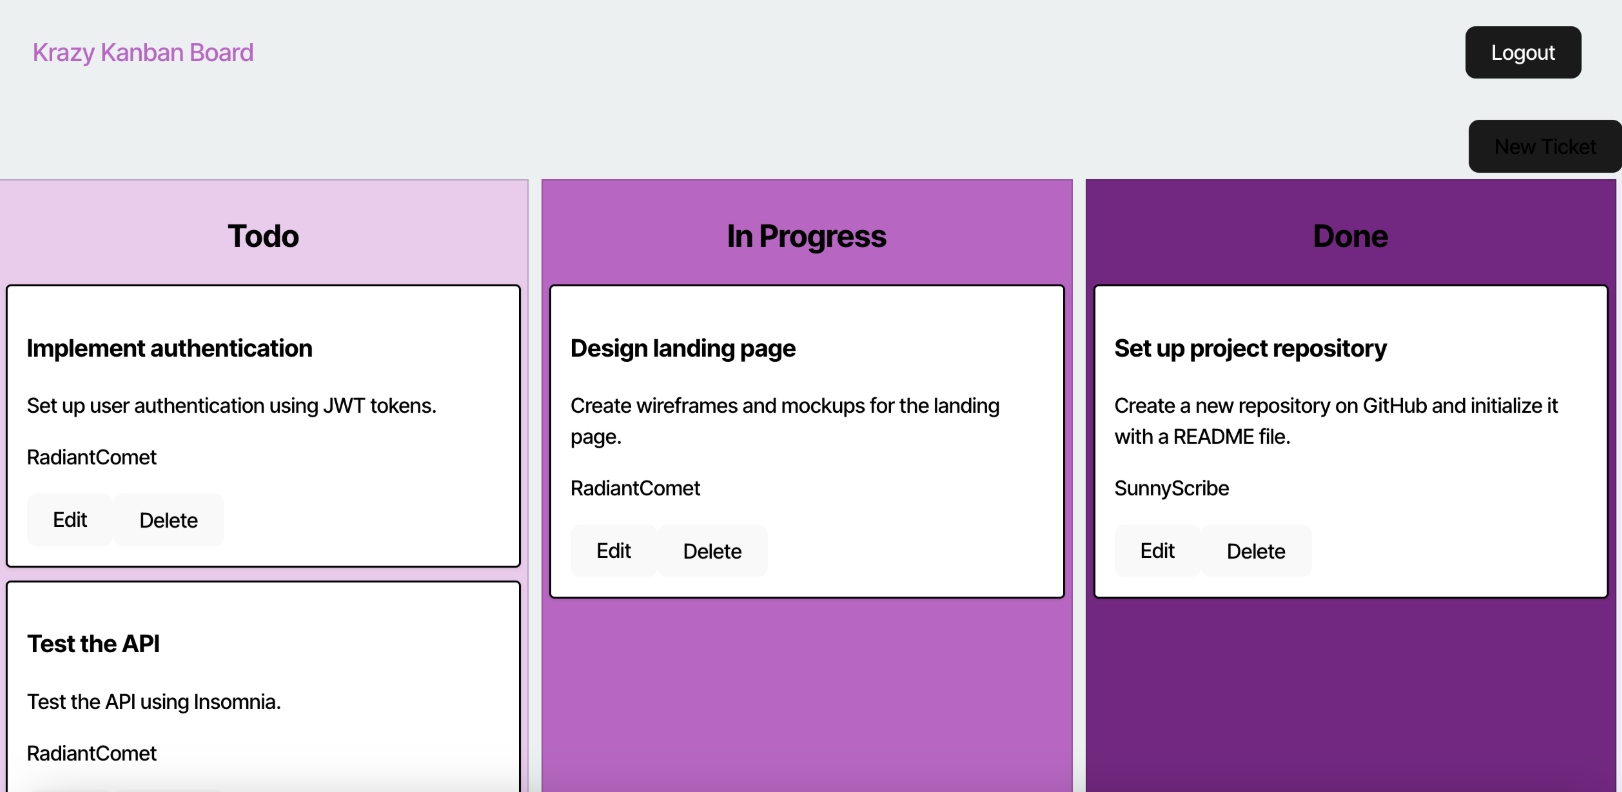 Krazy Kanban Board
Logout
New Ticket
Todo
Implement authentication
Set up user authentication using JWT tokens.
RadiantComet
Edit
Delete
Test the API
Test the API using Insomnia.
RadiantComet
In Progress
Design landing page
Create wireframes and mockups for the landing
page.
RadiantComet
Edit
Delete
Done
Set up project repository
Create a new repository on GitHub and initialize it
with a README file.
SunnyScribe
Edit
Delete